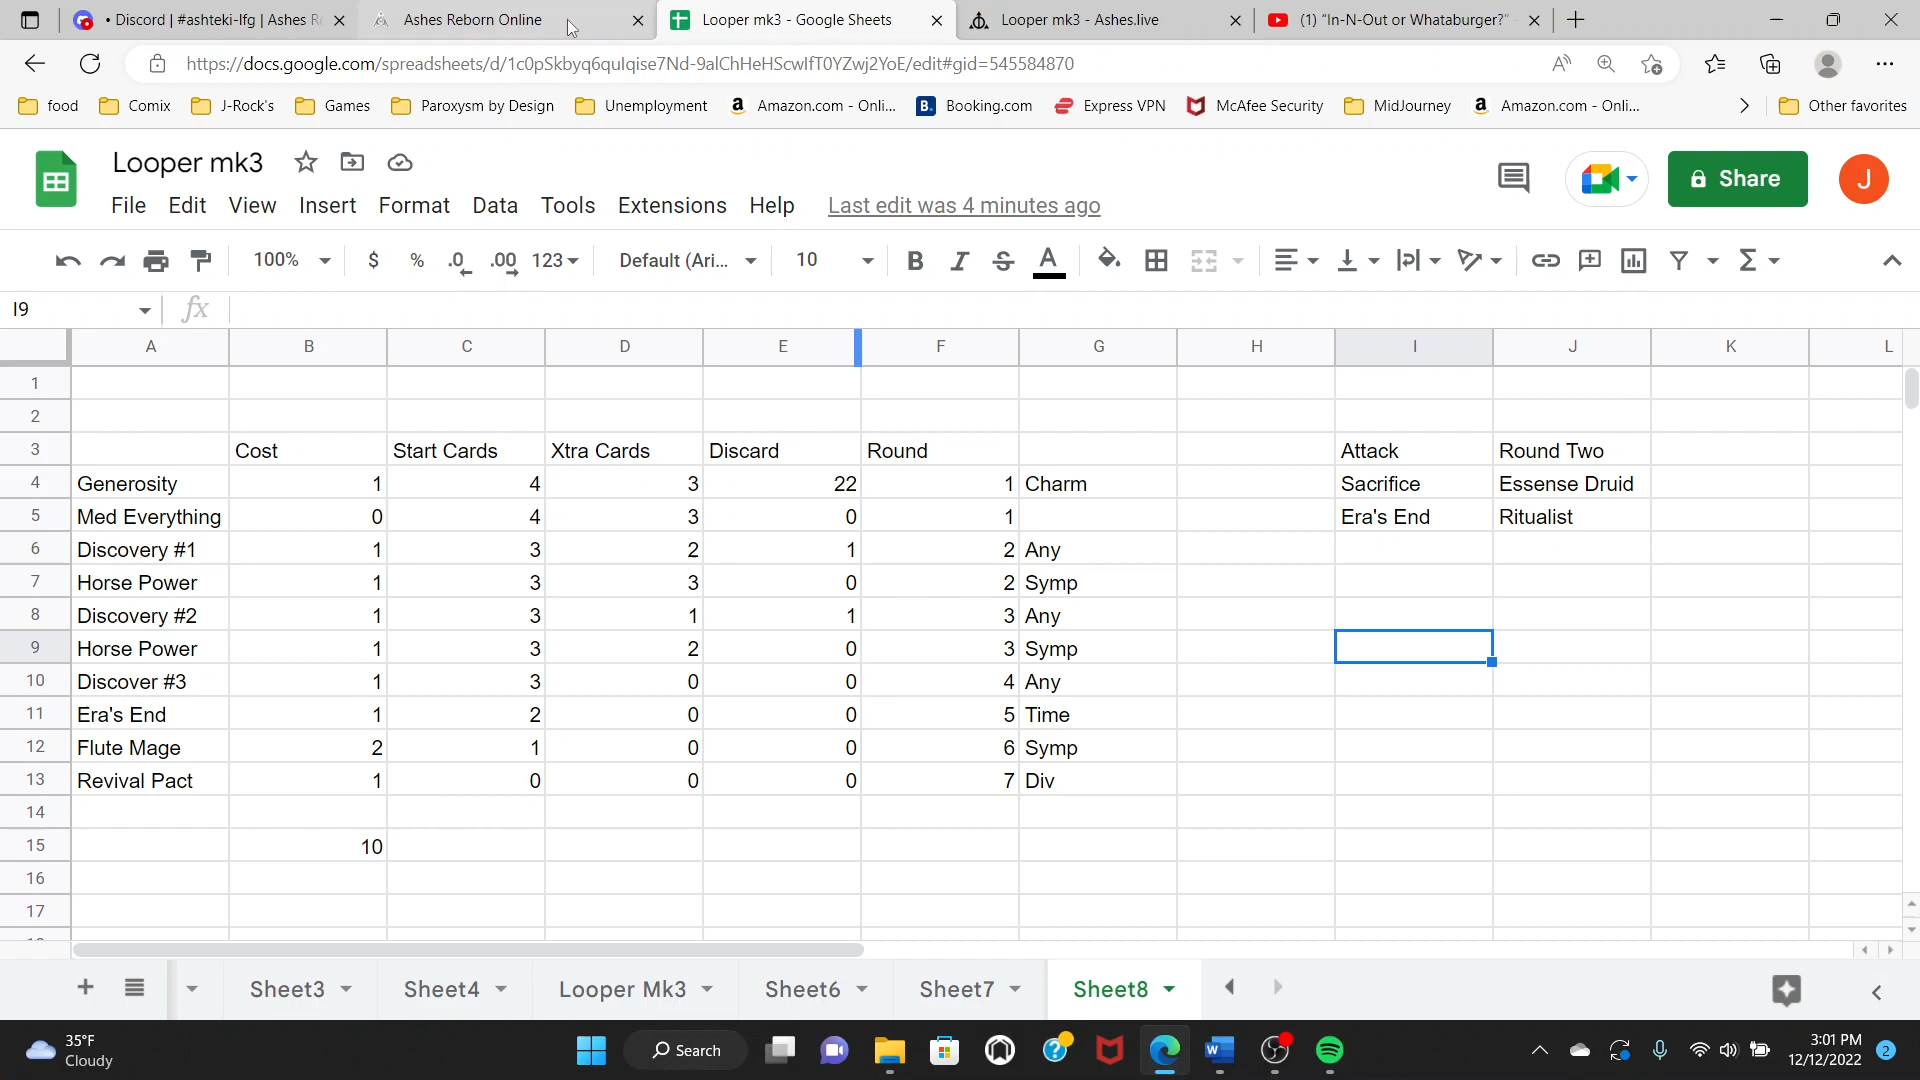 • Discord | #ashteki-lfg | Ashes R
Ashes Reborn Online
Looper mk3 - Google Sheets
Looper mk3 - Ashes.live
(1) "In-N-Out or Whataburger?"
https://docs.google.com/spreadsheets/d/1c0pSkbyq6quIqise7Nd-9alChHeHScwIfT0YZwj2YoE/edit#gid=545584870
food
Comix
J-Rock's
Games
Paroxysm by Design
Unemployment
Amazon.com - Onli...
Booking.com
Express VPN
McAfee Security
MidJourney
Amazon.com - Onli...
Other favorites
Looper mk3
Share
J
File Edit View Insert Format Data Tools Extensions Help Last edit was 4 minutes ago
100% $ % .0 .00 123 Default (Ari... 10 B I S A
I9 fx
A B C D E F G H I J K L
1
2
3 Cost Start Cards Xtra Cards Discard Round Attack Round Two
4 Generosity 1 4 3 22 1 Charm Sacrifice Essense Druid
5 Med Everything 0 4 3 0 1 Era's End Ritualist
6 Discovery #1 1 3 2 1 2 Any
7 Horse Power 1 3 3 0 2 Symp
8 Discovery #2 1 3 1 1 3 Any
9 Horse Power 1 3 2 0 3 Symp
10 Discover #3 1 3 0 0 4 Any
11 Era's End 1 2 0 0 5 Time
12 Flute Mage 2 1 0 0 6 Symp
13 Revival Pact 1 0 0 0 7 Div
14
15 10
16
17
Sheet3 Sheet4 Looper Mk3 Sheet6 Sheet7 Sheet8
35°F
Cloudy
Search
3:01 PM
12/12/2022
2